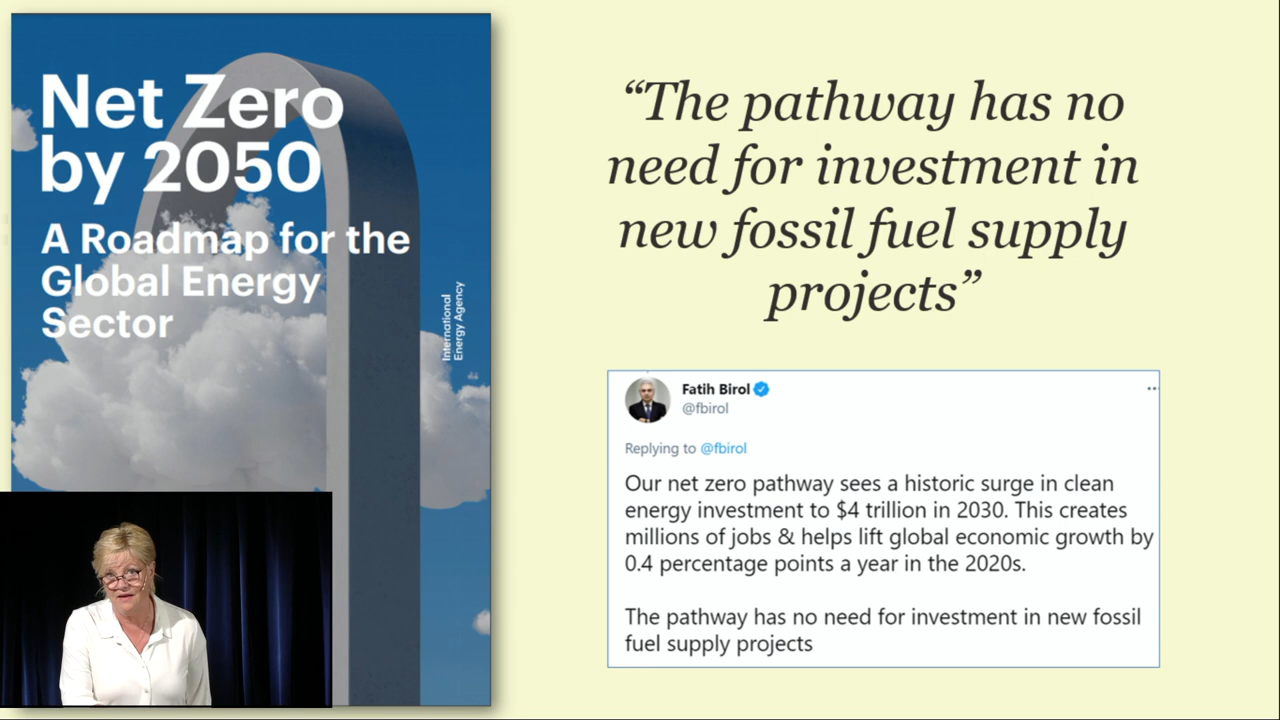 Net Zero
by 2050
A Roadmap for the
Global Energy
Sector
International
Energy Agency
“The pathway has no
need for investment in
new fossil fuel supply
projects”
Fatih Birol
@fbirol
Replying to @fbirol
Our net zero pathway sees a historic surge in clean
energy investment to $4 trillion in 2030. This creates
millions of jobs & helps lift global economic growth by
0.4 percentage points a year in the 2020s.
The pathway has no need for investment in new fossil
fuel supply projects